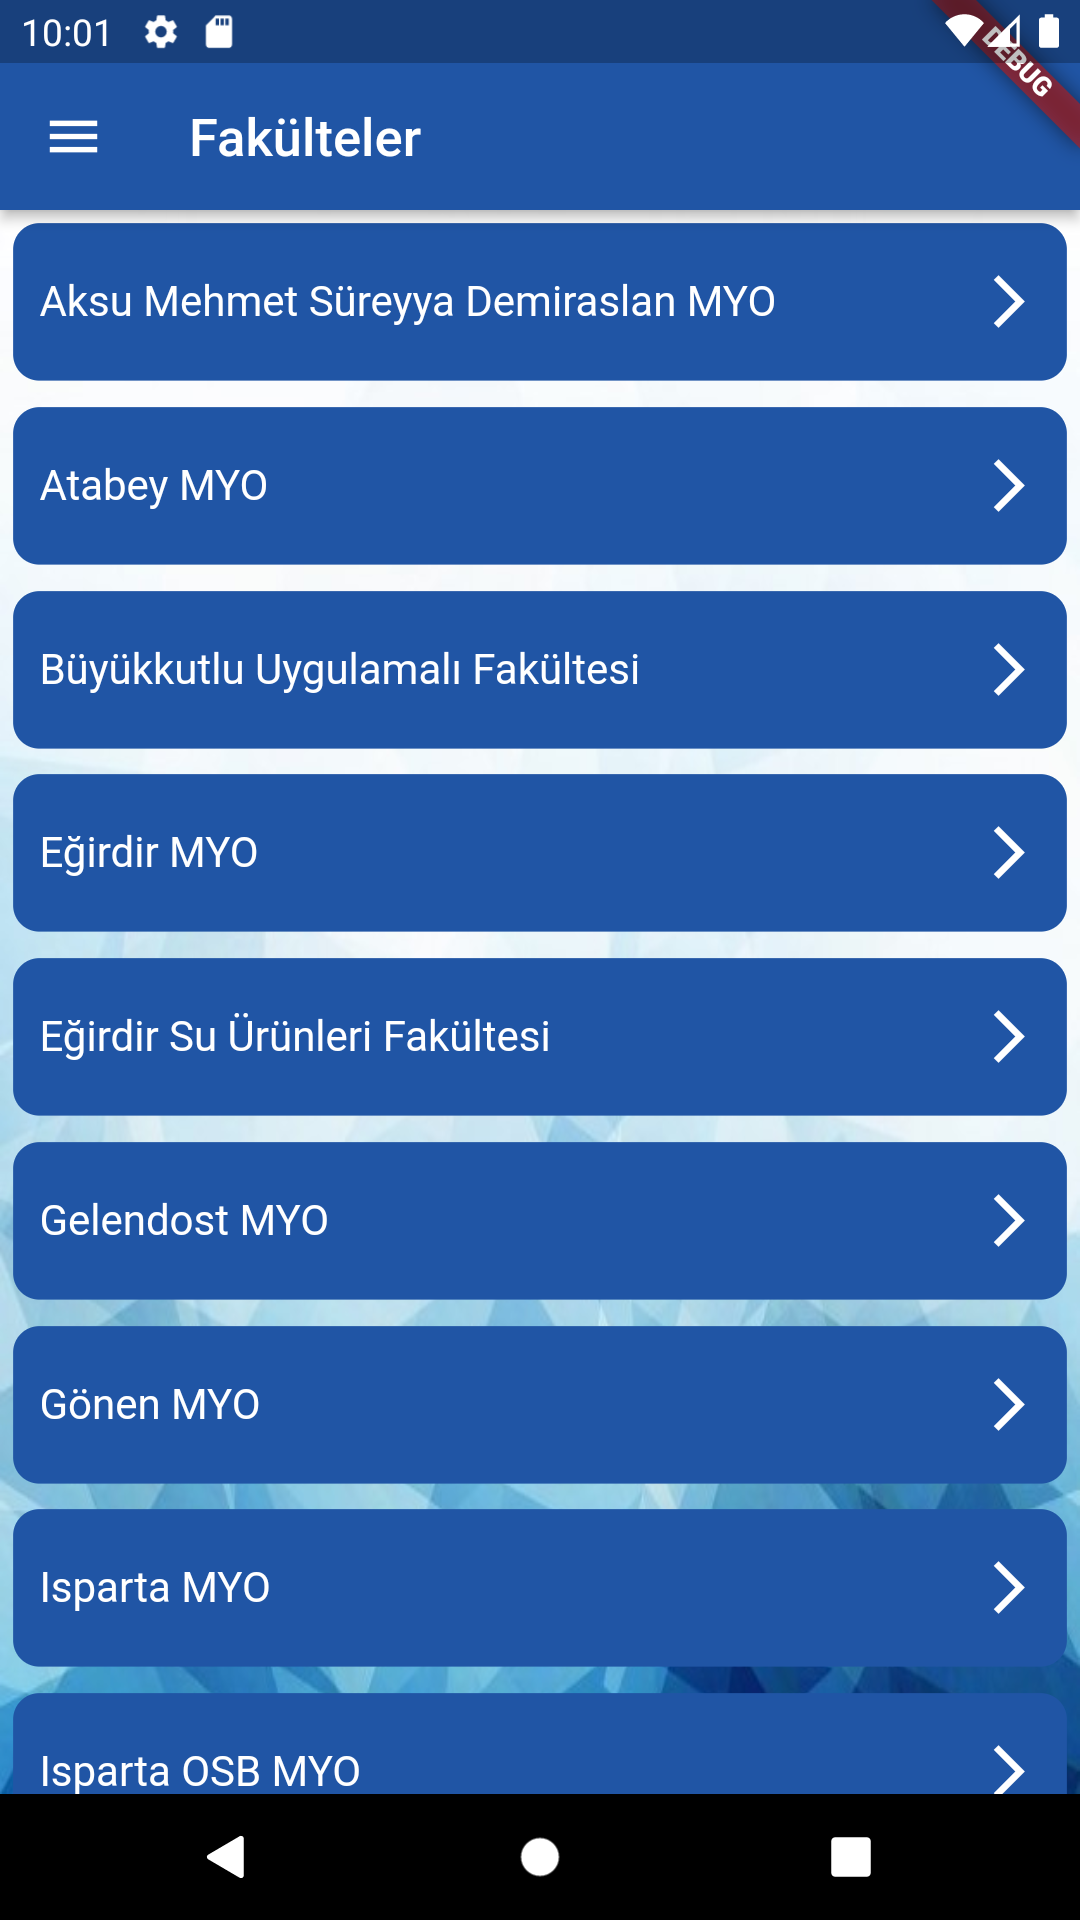 10:01
DEBUG
Fakülteler
Aksu Mehmet Süreyya Demiraslan MYO
Atabey MYO
Büyükkutlu Uygulamalı Fakültesi
Eğirdir MYO
Eğirdir Su Ürünleri Fakültesi
Gelendost MYO
Gönen MYO
Isparta MYO
Isparta OSB MYO